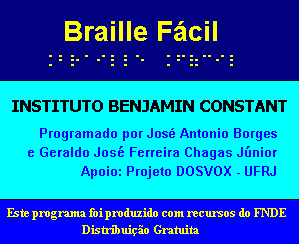 Braille Fácil
INSTITUTO BENJAMIN CONSTANT
Programado por José Antonio Borges
e Geraldo José Ferreira Chagas Júnior
Apoio: Projeto DOSVOX - UFRJ
Este programa foi produzido com recursos do FNDE
Distribuição Gratuita